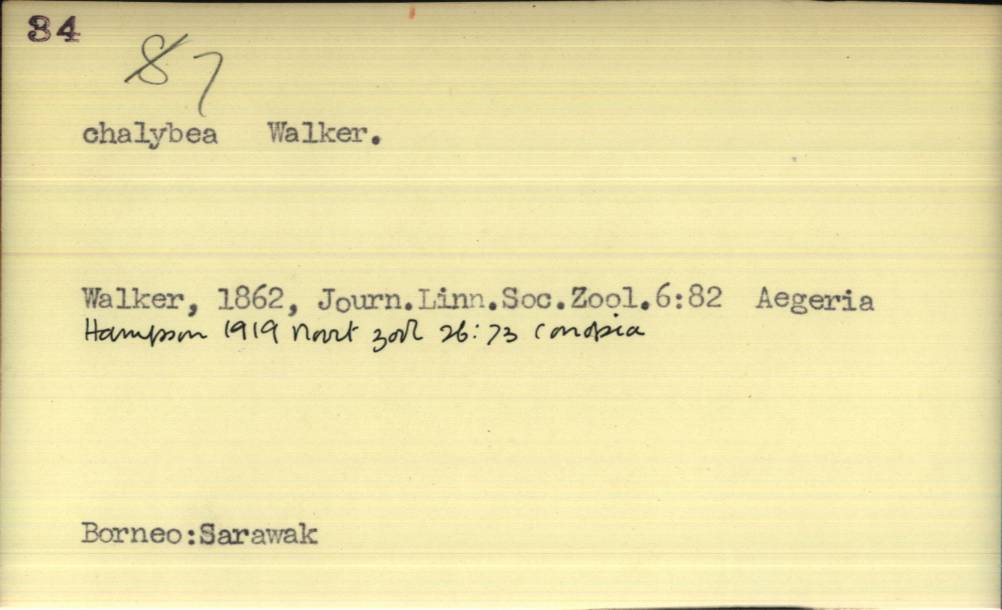 84
87
chalybea Walker.
Walker, 1862, Journ.Linn.Soc.Zool.6:82 Aegeria
Hampson 1919 Novit zool 26:73 Conopia
Borneo:Sarawak